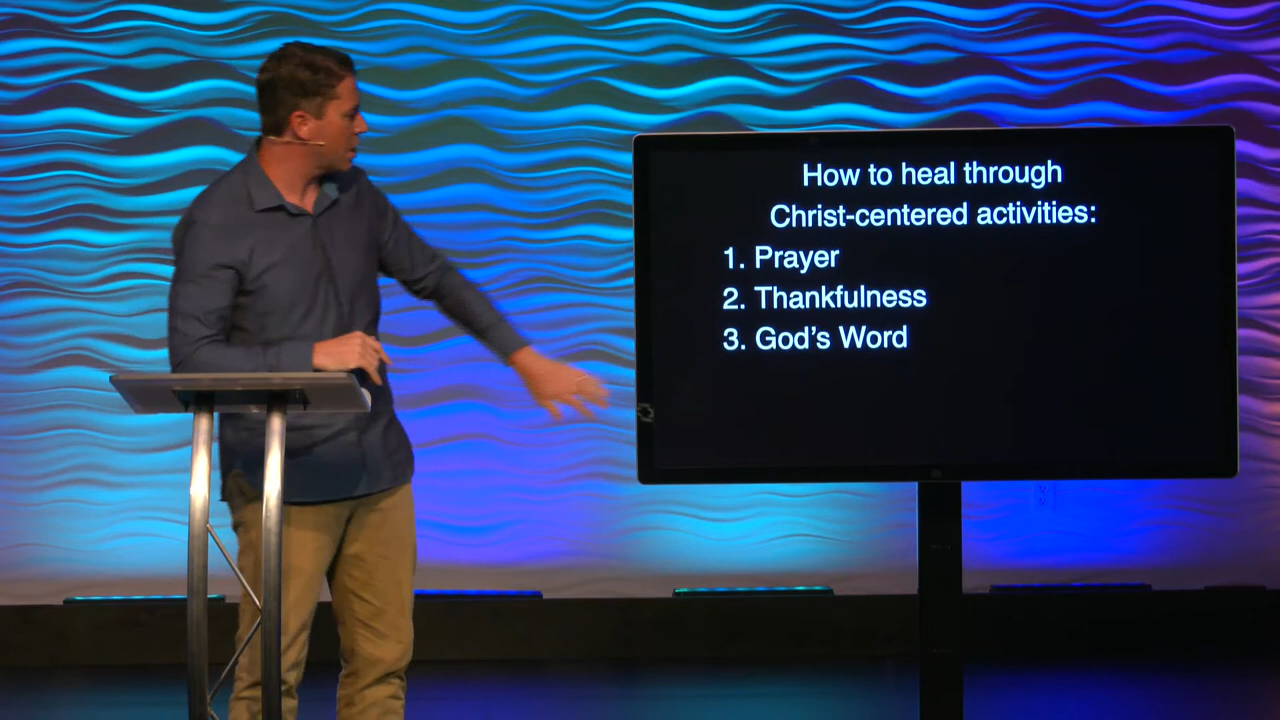 How to heal through
Christ-centered activities:
1. Prayer
2. Thankfulness
3. God's Word